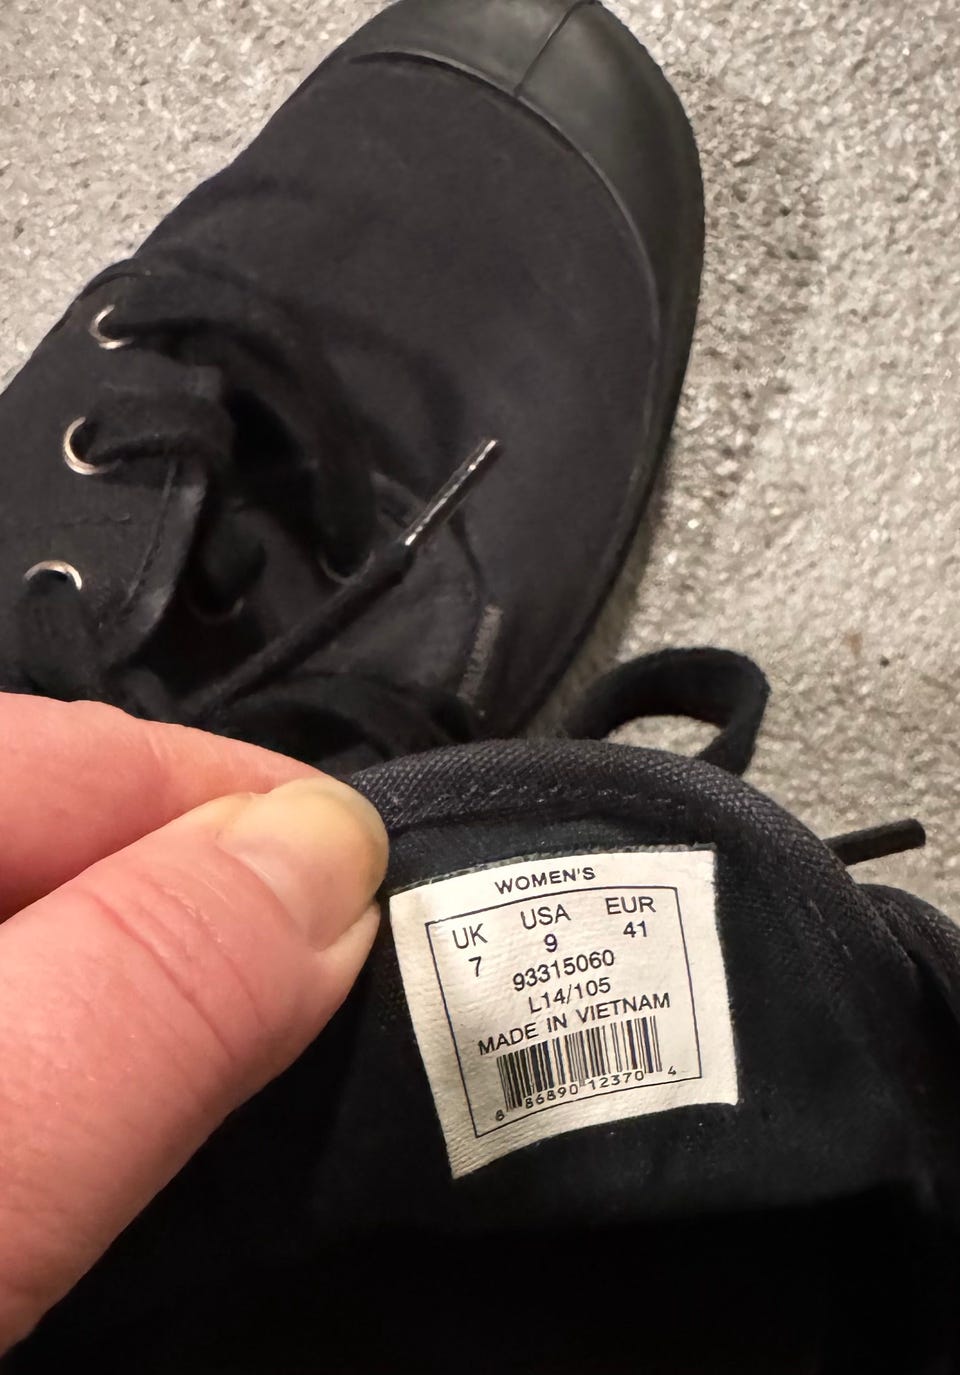 WOMEN'S
UK USA EUR
7 9 41
93315060
L14/105
MADE IN VIETNAM
8 86890 12370 4